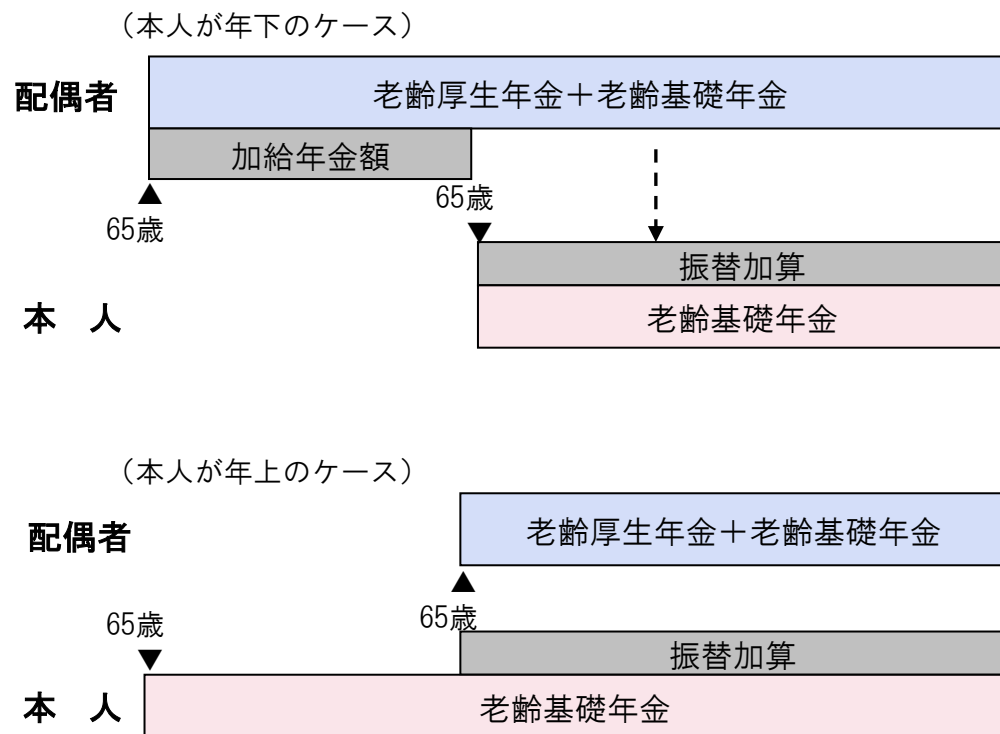 （本人が年下のケース）
配偶者
老齢厚生年金＋老齢基礎年金
加給年金額
65歳
65歳
振替加算
本　人
老齢基礎年金
（本人が年上のケース）
配偶者
老齢厚生年金＋老齢基礎年金
65歳
65歳
振替加算
本　人
老齢基礎年金